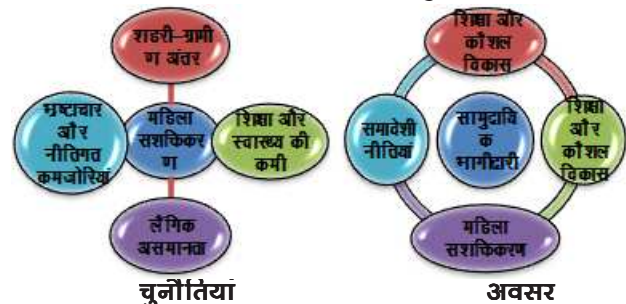 शहरी–ग्रामी
ण अंतर
भ्रष्टाचार
और
नीतिगत
कमजोरियां
महिला
सशक्तिकर
ण
शिक्षा और
स्वास्थ्य की
कमी
लैंगिक
असमानता
चुनौतियां
शिक्षा और
कौशल
विकास
समावेशी
नीतियां
सामुदायि
क
भागीदारी
शिक्षा
और
कौशल
विकास
महिला
सशक्तिकरण
अवसर